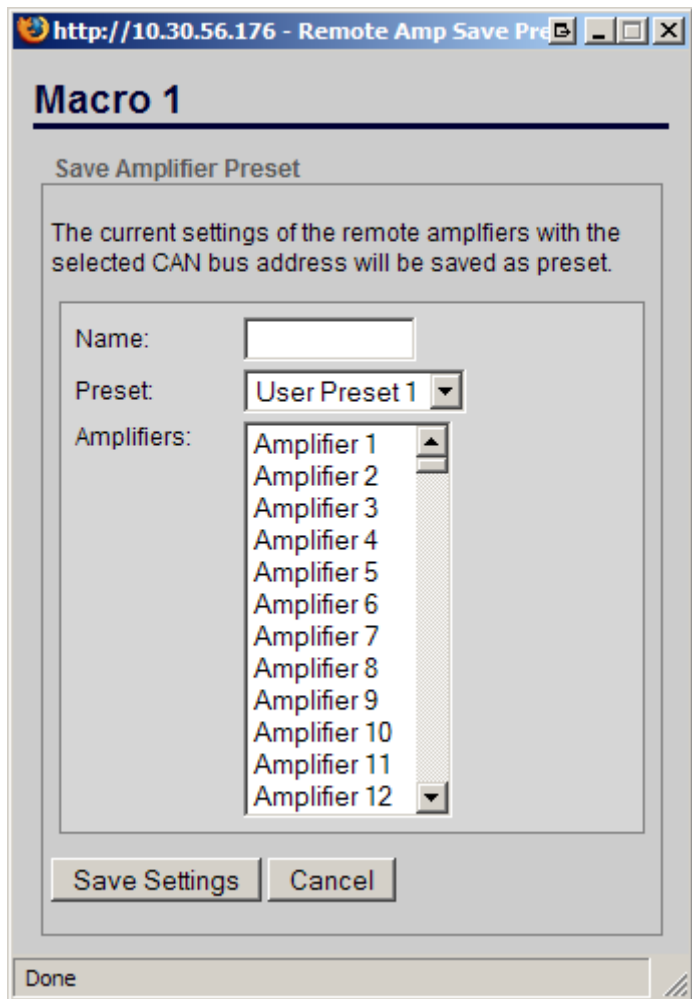 http://10.30.56.176 - Remote Amp Save Pre
Macro 1
Save Amplifier Preset
The current settings of the remote amplfiers with the
selected CAN bus address will be saved as preset.
Name:
Preset: User Preset 1
Amplifiers:
Amplifier 1
Amplifier 2
Amplifier 3
Amplifier 4
Amplifier 5
Amplifier 6
Amplifier 7
Amplifier 8
Amplifier 9
Amplifier 10
Amplifier 11
Amplifier 12
Save Settings Cancel
Done